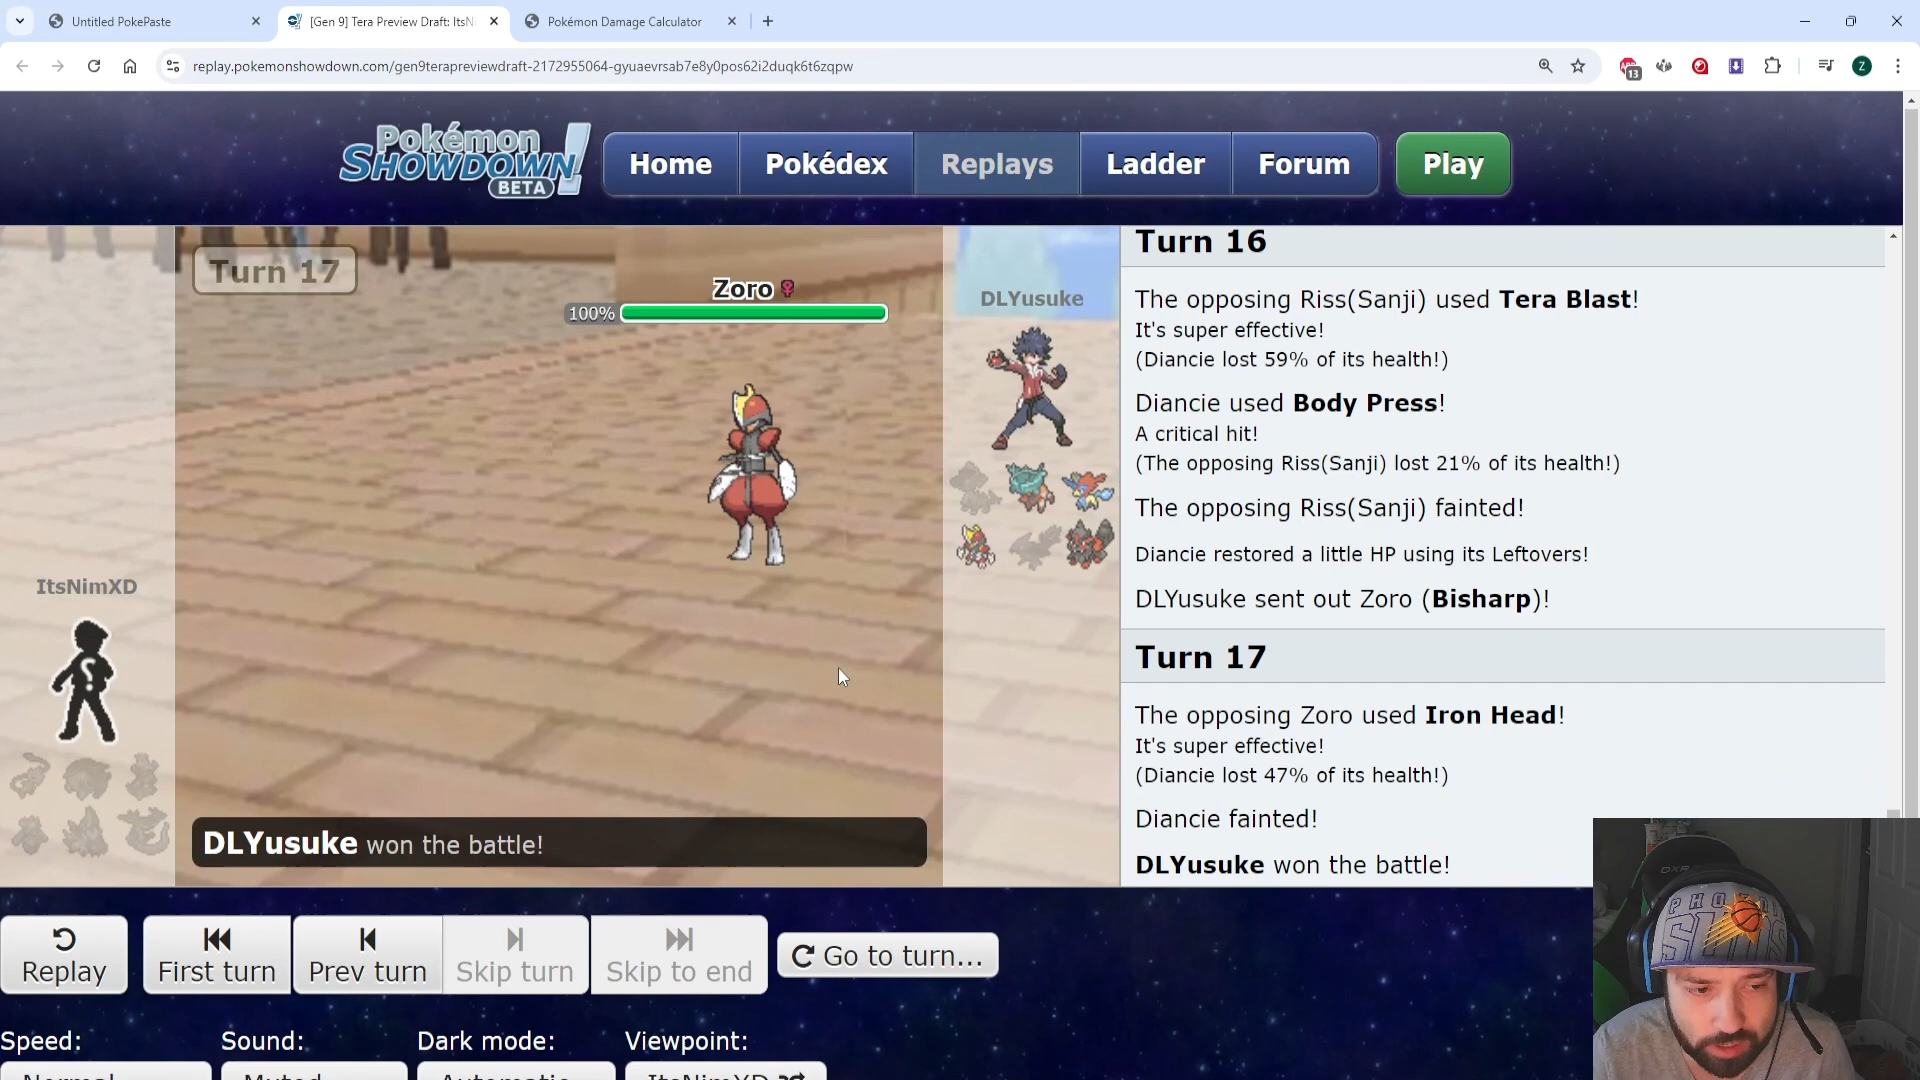 Untitled PokePaste
[Gen 9] Tera Preview Draft: ItsN
Pokémon Damage Calculator
replay.pokemonshowdown.com/gen9terapreviewdraft-2172955064-gyuaevrsab7e8y0pos62i2duqk6t6zqpw
13
Z
Pokémon
SHOWDOWN!
BETA
Home
Pokédex
Replays
Ladder
Forum
Play
Turn 17
Zoro
100%
ItsNimXD
DLYusuke
DLYusuke won the battle!
Turn 16
The opposing Riss(Sanji) used Tera Blast!
It's super effective!
(Diancie lost 59% of its health!)
Diancie used Body Press!
A critical hit!
(The opposing Riss(Sanji) lost 21% of its health!)
The opposing Riss(Sanji) fainted!
Diancie restored a little HP using its Leftovers!
DLYusuke sent out Zoro (Bisharp)!
Turn 17
The opposing Zoro used Iron Head!
It's super effective!
(Diancie lost 47% of its health!)
Diancie fainted!
DLYusuke won the battle!
Replay
First turn
Prev turn
Skip turn
Skip to end
Go to turn...
Speed:
Sound:
Dark mode:
Viewpoint:
Normal
Muted
Automatic
ItsNimXD